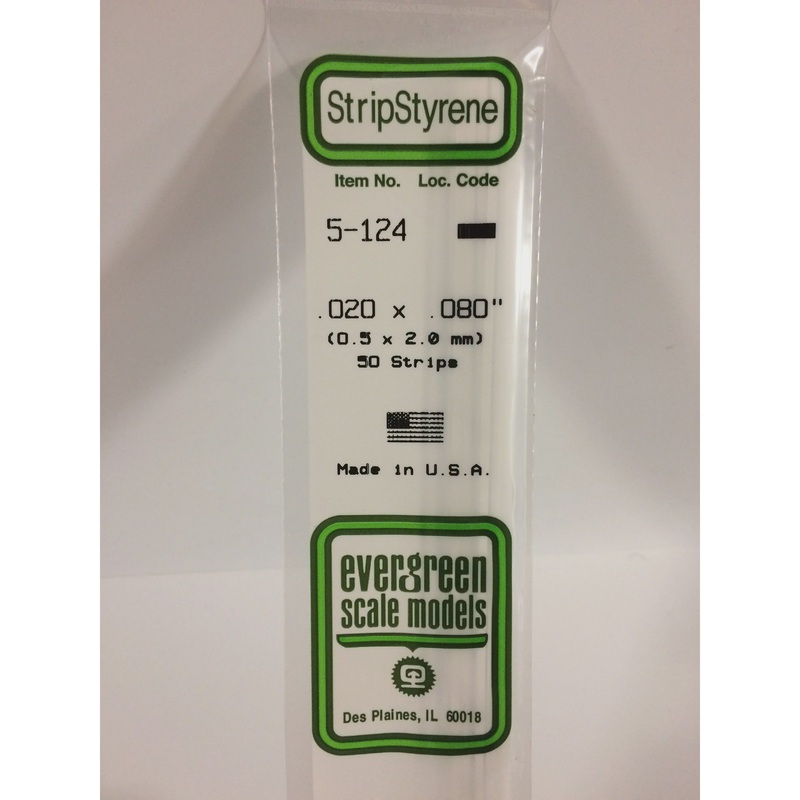 StripStyrene
Item No. Loc. Code
5-124
.020 x .080"
(0.5 x 2.0 mm)
50 Strips
Made in U.S.A.
evergreen
scale models
Des Plaines, IL 60018